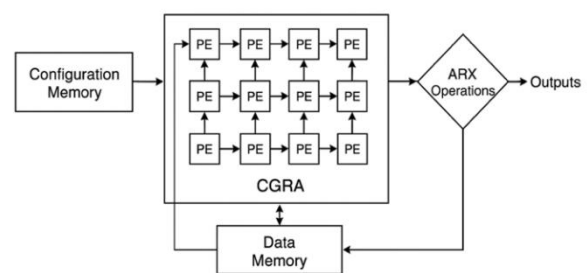 Configuration
Memory
PE PE PE PE
PE PE PE PE
PE PE PE PE
CGRA
ARX
Operations
Outputs
Data
Memory